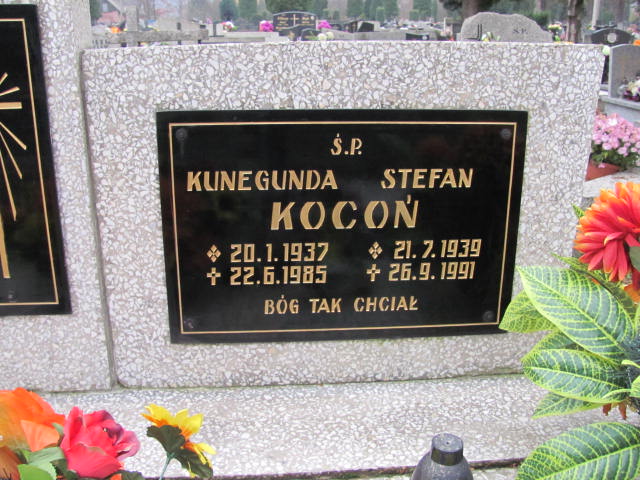 Ś.P.
KUNEGUNDA STEFAN
KOCOŃ
20.1.1937 21.7.1939
✝ 22.6.1985 ✝ 26.9.1991
BÓG TAK CHCIAŁ
Ś.P.